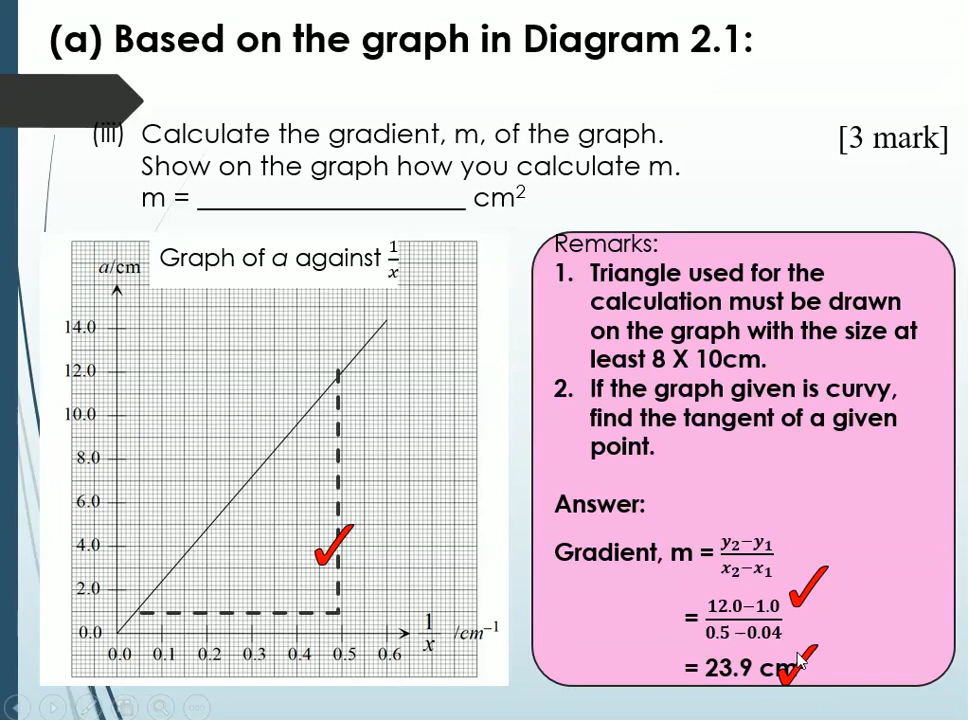 (a) Based on the graph in Diagram 2.1:
(iii) Calculate the gradient, m, of the graph.
[3 mark]
Show on the graph how you calculate m.
m = ____________________ cm²
Graph of a against 1/x
a/cm
14.0
12.0
10.0
8.0
6.0
4.0
2.0
0.0
0.0 0.1 0.2 0.3 0.4 0.5 0.6
1/x /cm⁻¹
Remarks:
1. Triangle used for the
calculation must be drawn
on the graph with the size at
least 8 X 10cm.
2. If the graph given is curvy,
find the tangent of a given
point.
Answer:
Gradient, m = y₂−y₁/x₂−x₁
= 12.0−1.0/0.5 −0.04
= 23.9 cm